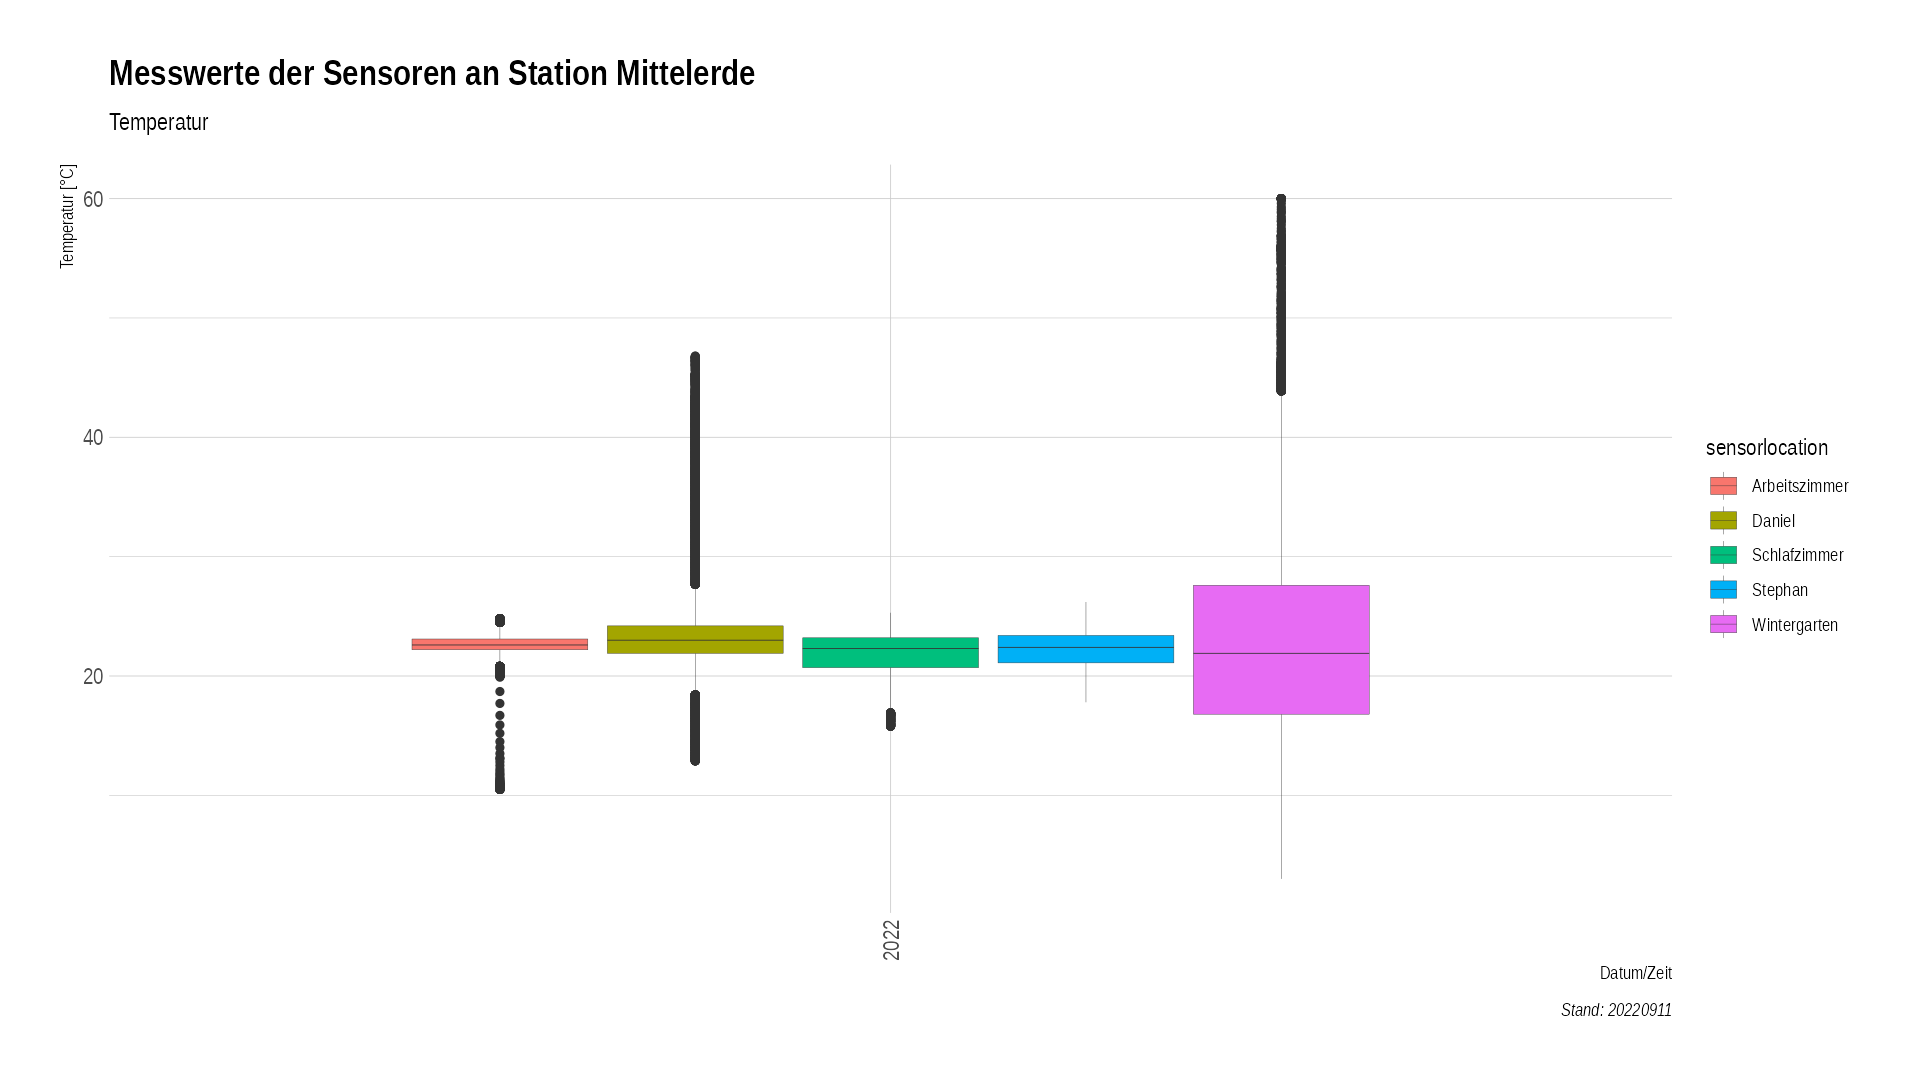 Messwerte der Sensoren an Station Mittelerde
Temperatur
Temperatur [°C]
60
40
20
2022
Datum/Zeit
Stand: 20220911
sensorlocation
Arbeitszimmer
Daniel
Schlafzimmer
Stephan
Wintergarten